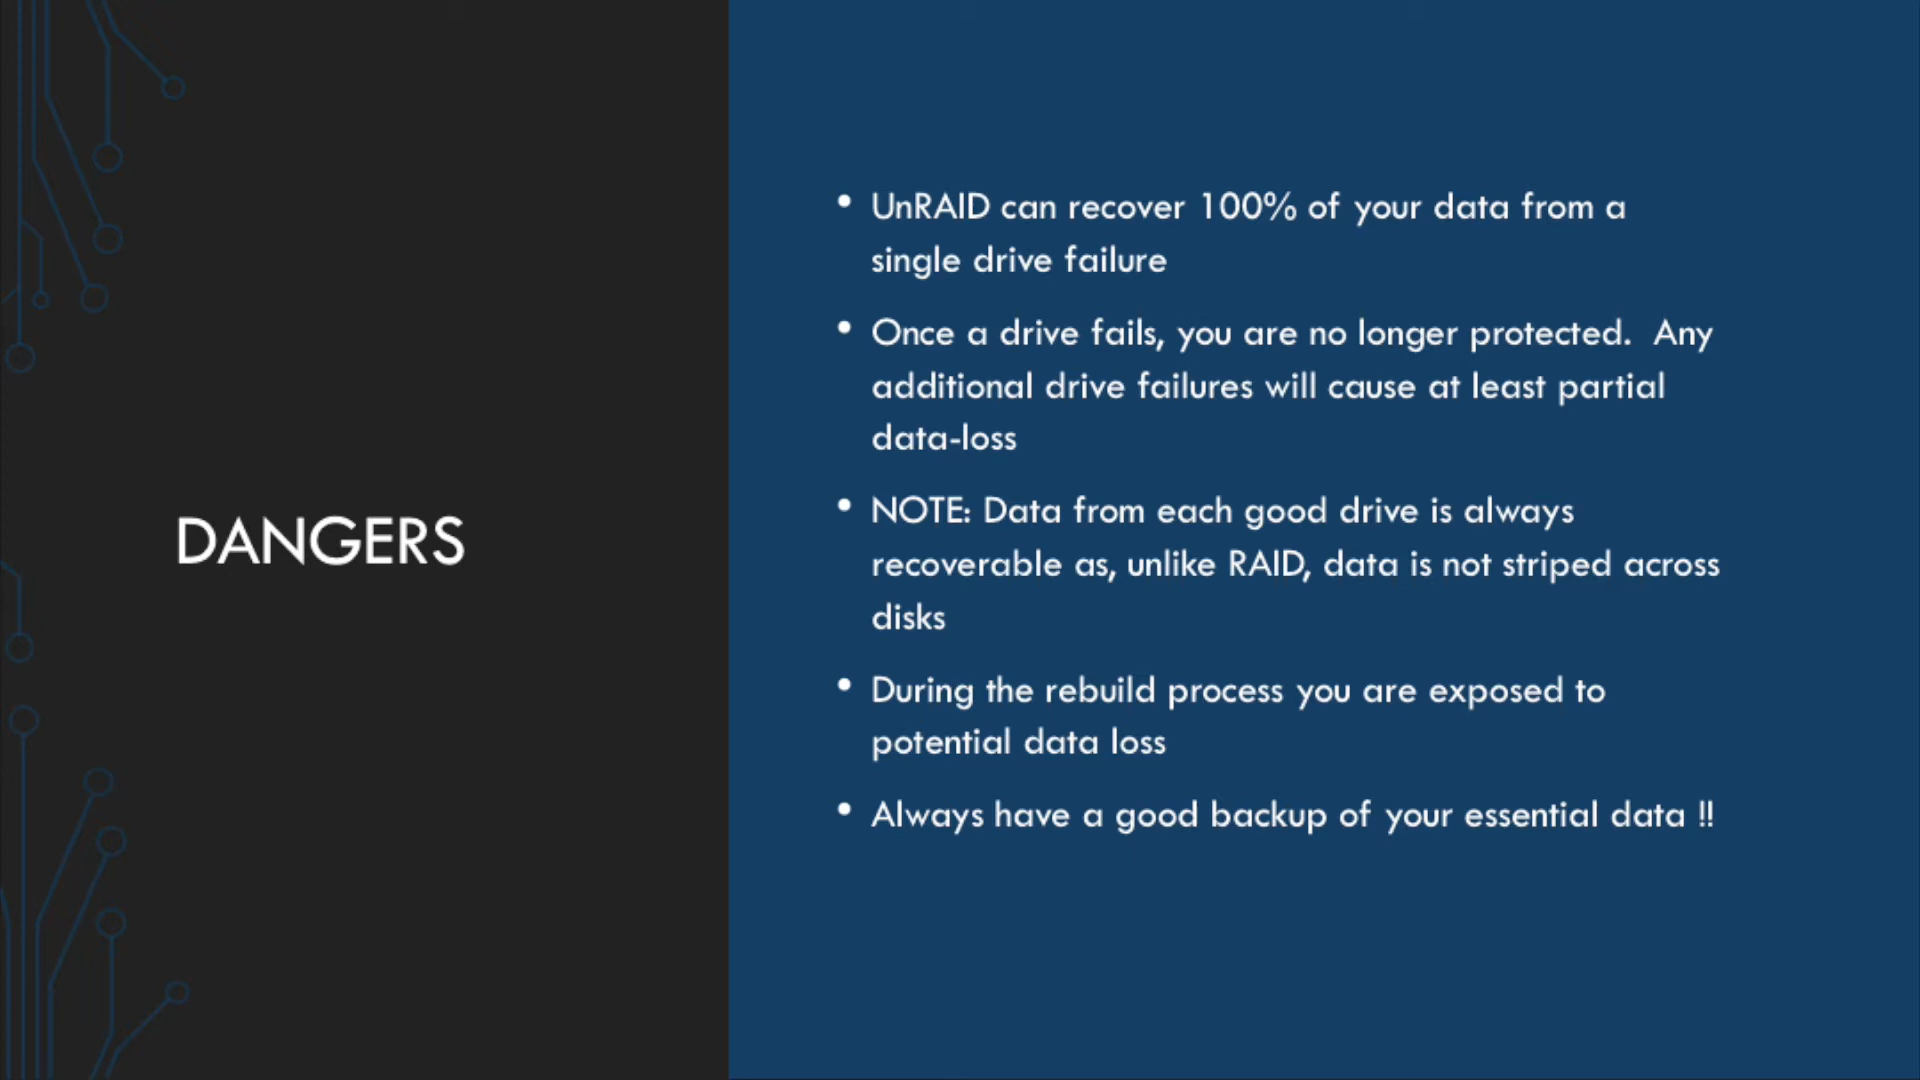 DANGERS
• UnRAID can recover 100% of your data from a
single drive failure
• Once a drive fails, you are no longer protected.  Any
additional drive failures will cause at least partial
data-loss
• NOTE: Data from each good drive is always
recoverable as, unlike RAID, data is not striped across
disks
• During the rebuild process you are exposed to
potential data loss
• Always have a good backup of your essential data !!